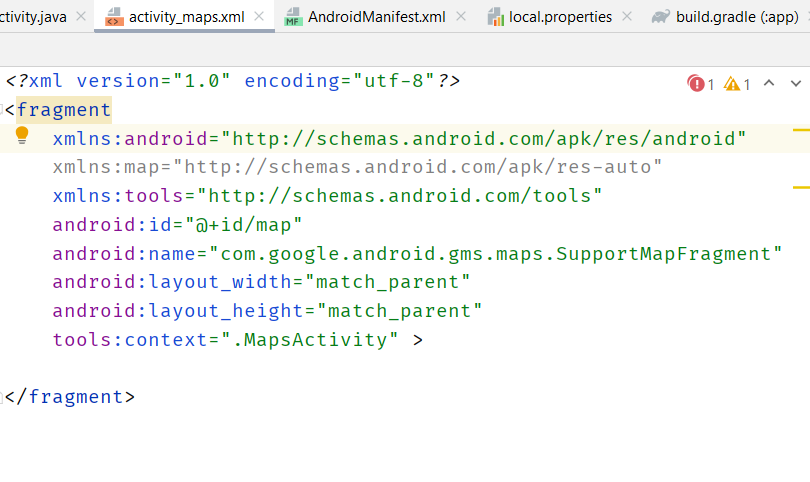 ctivity.java
activity_maps.xml
AndroidManifest.xml
local.properties
build.gradle (:app)
<?xml version="1.0" encoding="utf-8"?>
1 1
<fragment
xmlns:android="http://schemas.android.com/apk/res/android"
xmlns:map="http://schemas.android.com/apk/res-auto"
xmlns:tools="http://schemas.android.com/tools"
android:id="@+id/map"
android:name="com.google.android.gms.maps.SupportMapFragment"
android:layout_width="match_parent"
android:layout_height="match_parent"
tools:context=".MapsActivity" >
</fragment>